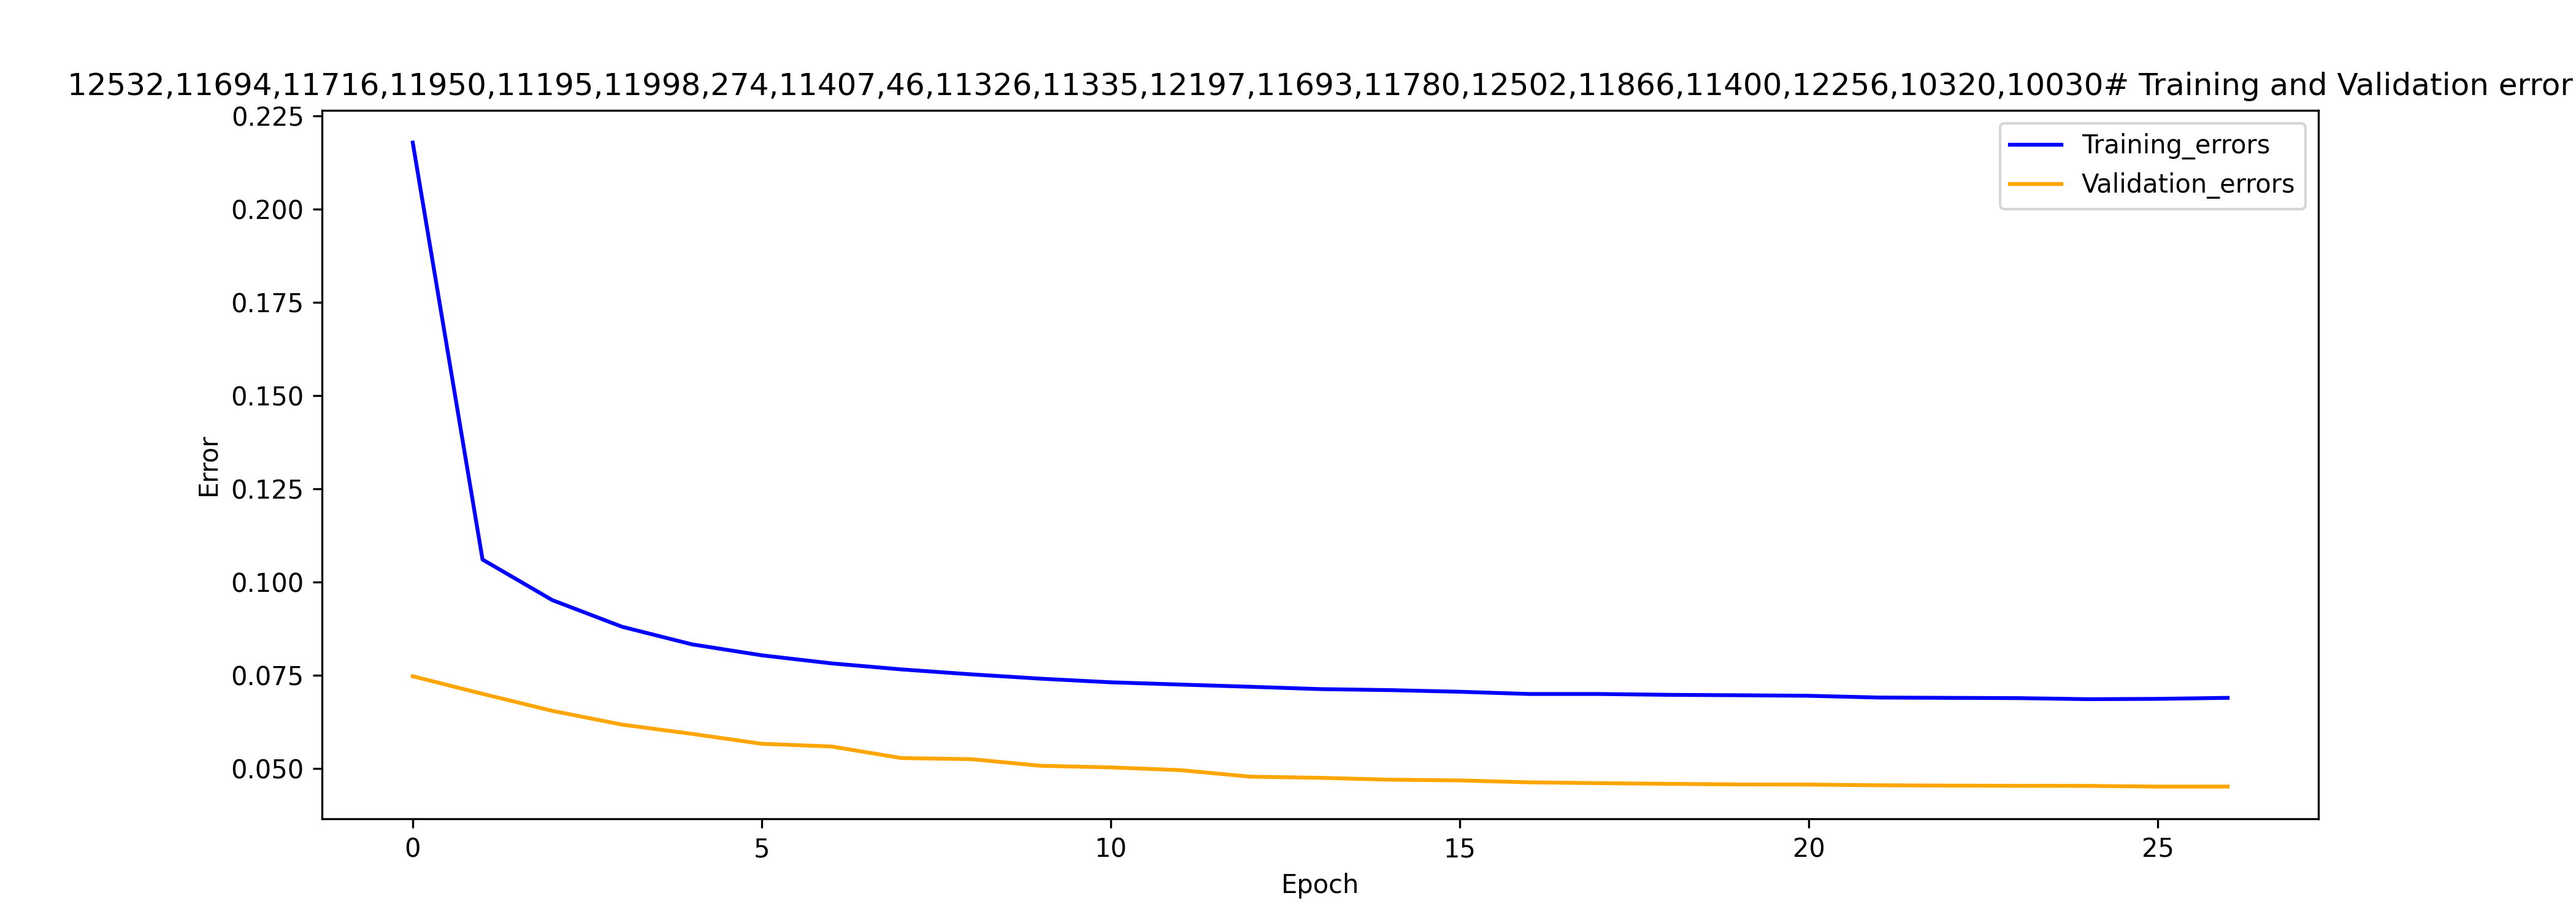 12532,11694,11716,11950,11195,11998,274,11407,46,11326,11335,12197,11693,11780,12502,11866,11400,12256,10320,10030# Training and Validation error
Training_errors
Validation_errors
0.225
0.200
0.175
0.150
0.125
0.100
0.075
0.050
Error
0 5 10 15 20 25
Epoch